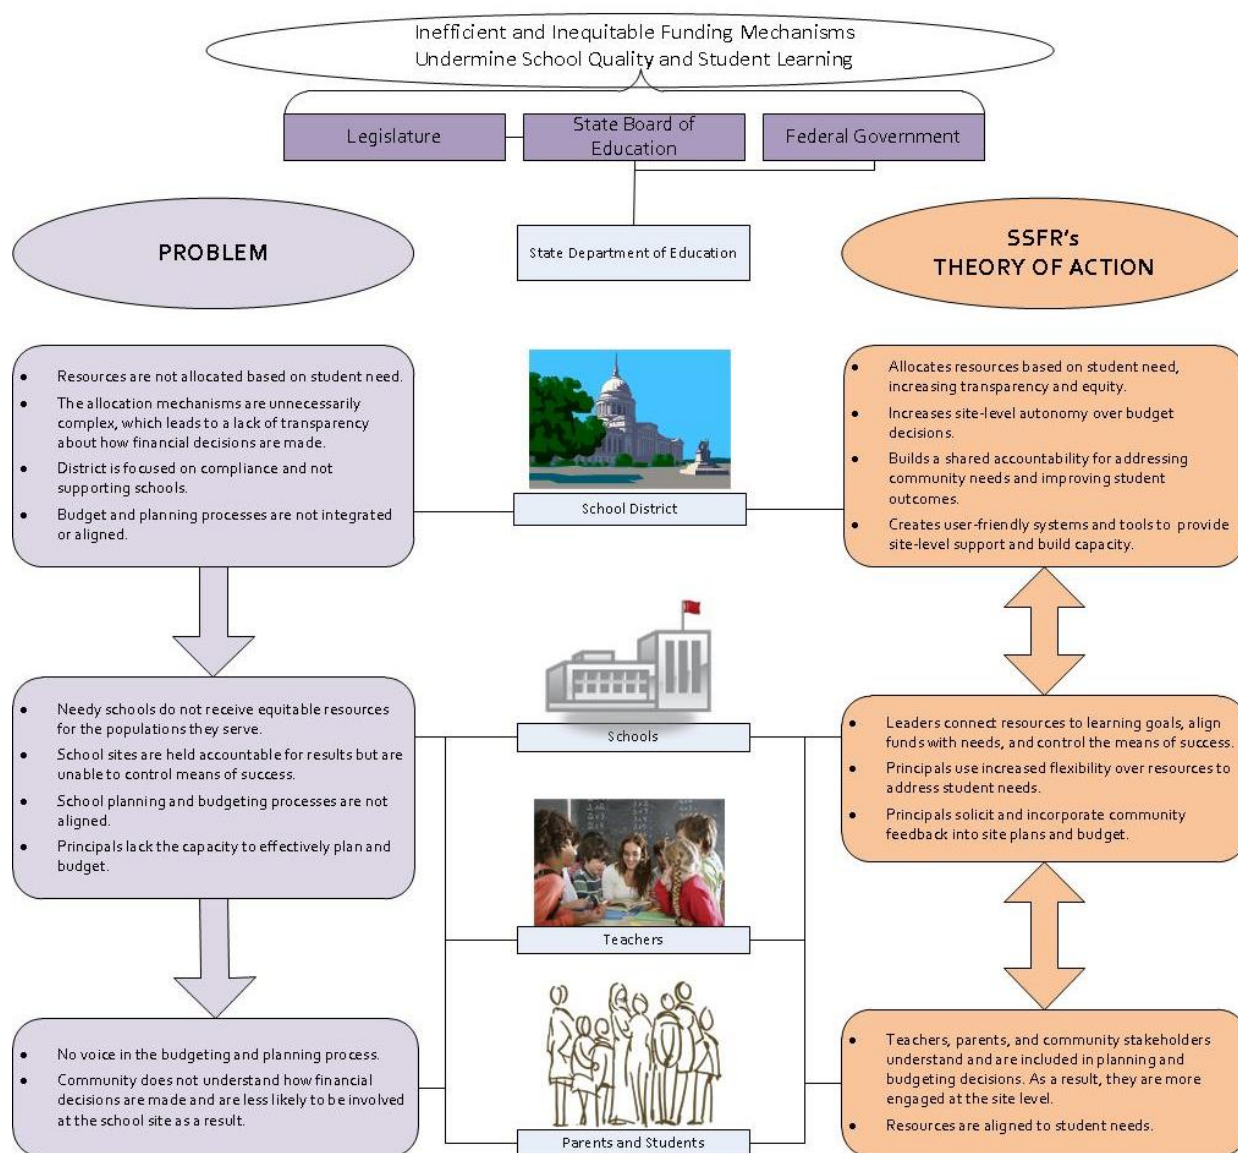 Inefficient and Inequitable Funding Mechanisms
Undermine School Quality and Student Learning
Legislature
State Board of
Education
Federal Government
PROBLEM
State Department of Education
SSFR's
THEORY OF ACTION
• Resources are not allocated based on student need.
• The allocation mechanisms are unnecessarily
complex, which leads to a lack of transparency
about how financial decisions are made.
• District is focused on compliance and not
supporting schools.
• Budget and planning processes are not integrated
or aligned.
School District
• Allocates resources based on student need,
increasing transparency and equity.
• Increases site-level autonomy over budget
decisions.
• Builds a shared accountability for addressing
community needs and improving student
outcomes.
• Creates user-friendly systems and tools to provide
site-level support and build capacity.
• Needy schools do not receive equitable resources
for the populations they serve.
• School sites are held accountable for results but are
unable to control means of success.
• School planning and budgeting processes are not
aligned.
• Principals lack the capacity to effectively plan and
budget.
Schools
• Leaders connect resources to learning goals, align
funds with needs, and control the means of success.
• Principals use increased flexibility over resources to
address student needs.
• Principals solicit and incorporate community
feedback into site plans and budget.
Teachers
• No voice in the budgeting and planning process.
• Community does not understand how financial
decisions are made and are less likely to be involved
at the school site as a result.
Parents and Students
• Teachers, parents, and community stakeholders
understand and are included in planning and
budgeting decisions. As a result, they are more
engaged at the site level.
• Resources are aligned to student needs.